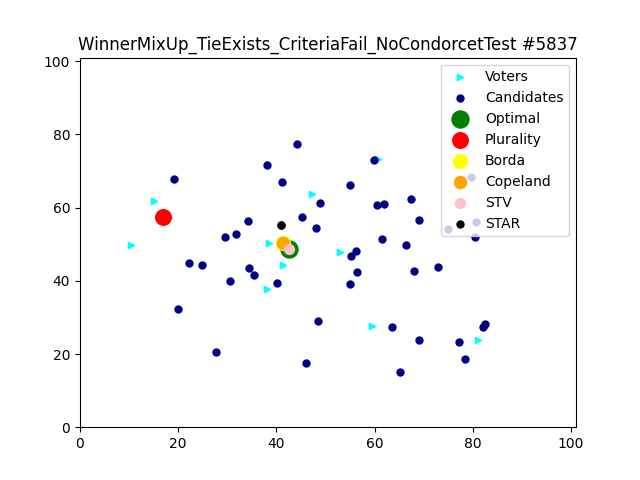 WinnerMixUp_TieExists_CriteriaFail_NoCondorcetTest #5837
100
80
60
40
20
0
0 20 40 60 80 100
Voters
Candidates
Optimal
Plurality
Borda
Copeland
STV
STAR